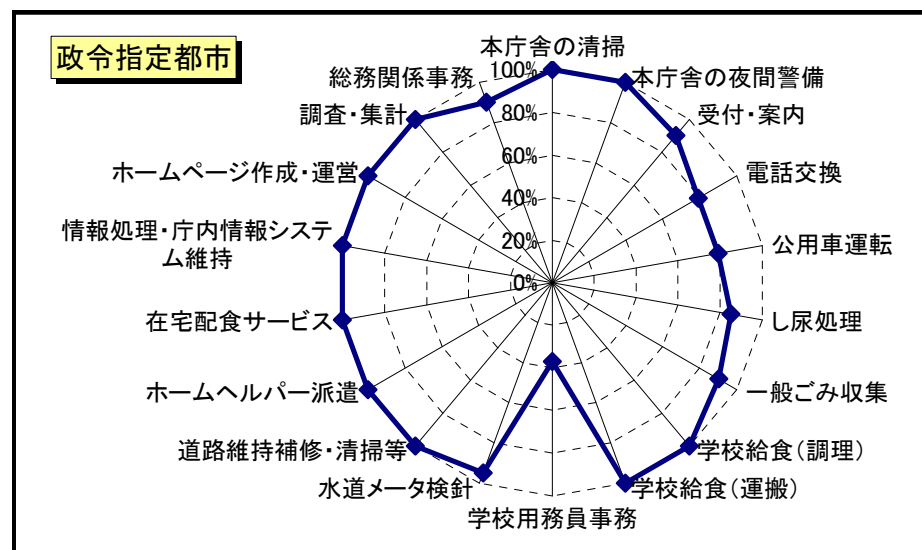 政令指定都市
本庁舎の清掃
本庁舎の夜間警備
受付・案内
電話交換
公用車運転
し尿処理
一般ごみ収集
学校給食(調理)
学校給食(運搬)
学校用務員事務
水道メータ検針
道路維持補修・清掃等
ホームヘルパー派遣
在宅配食サービス
情報処理・庁内情報システ
ム維持
ホームページ作成・運営
調査・集計
総務関係事務
100%
80%
60%
40%
20%
0%